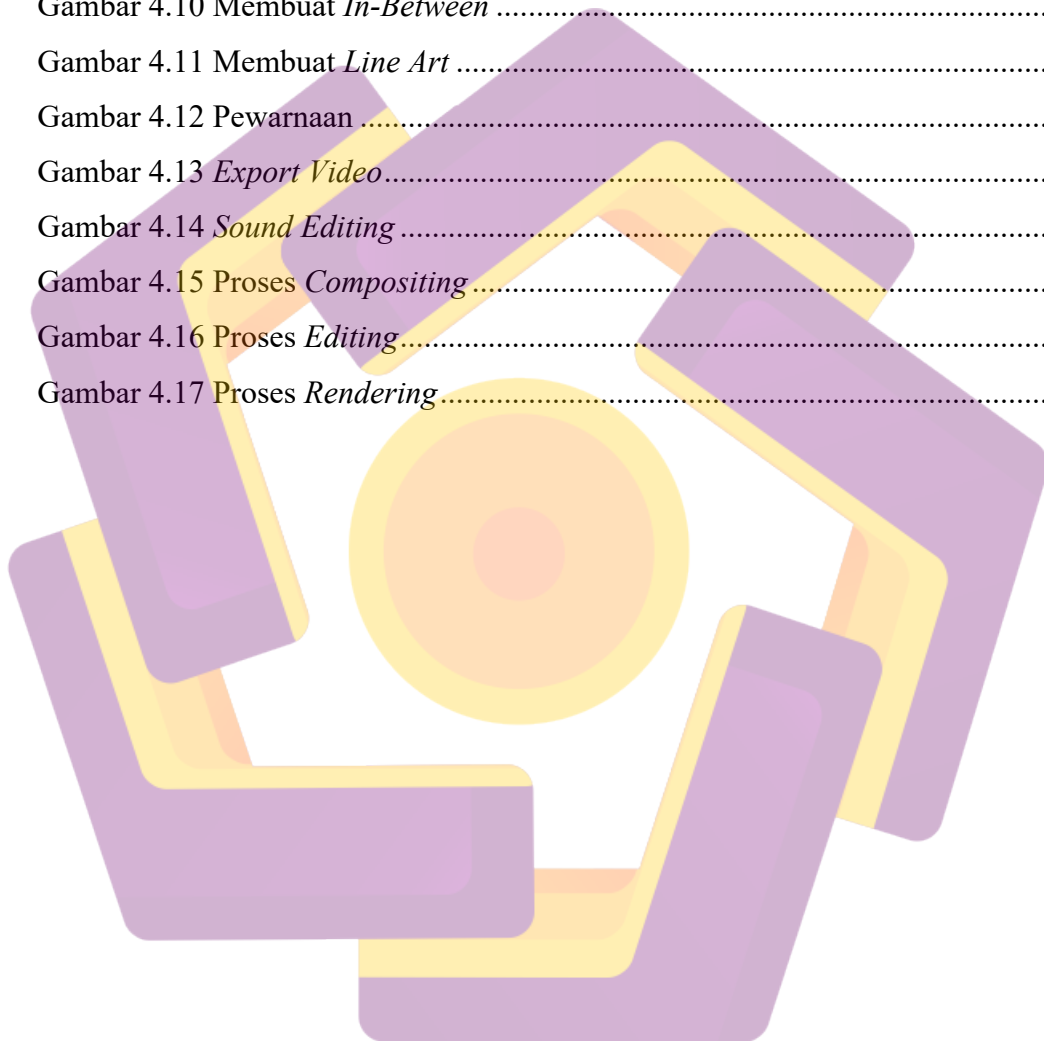 Gambar 4.10 Membuat In-Between ........................................................................
Gambar 4.11 Membuat Line Art .............................................................................
Gambar 4.12 Pewarnaan .........................................................................................
Gambar 4.13 Export Video......................................................................................
Gambar 4.14 Sound Editing ....................................................................................
Gambar 4.15 Proses Compositing ...........................................................................
Gambar 4.16 Proses Editing....................................................................................
Gambar 4.17 Proses Rendering ...............................................................................